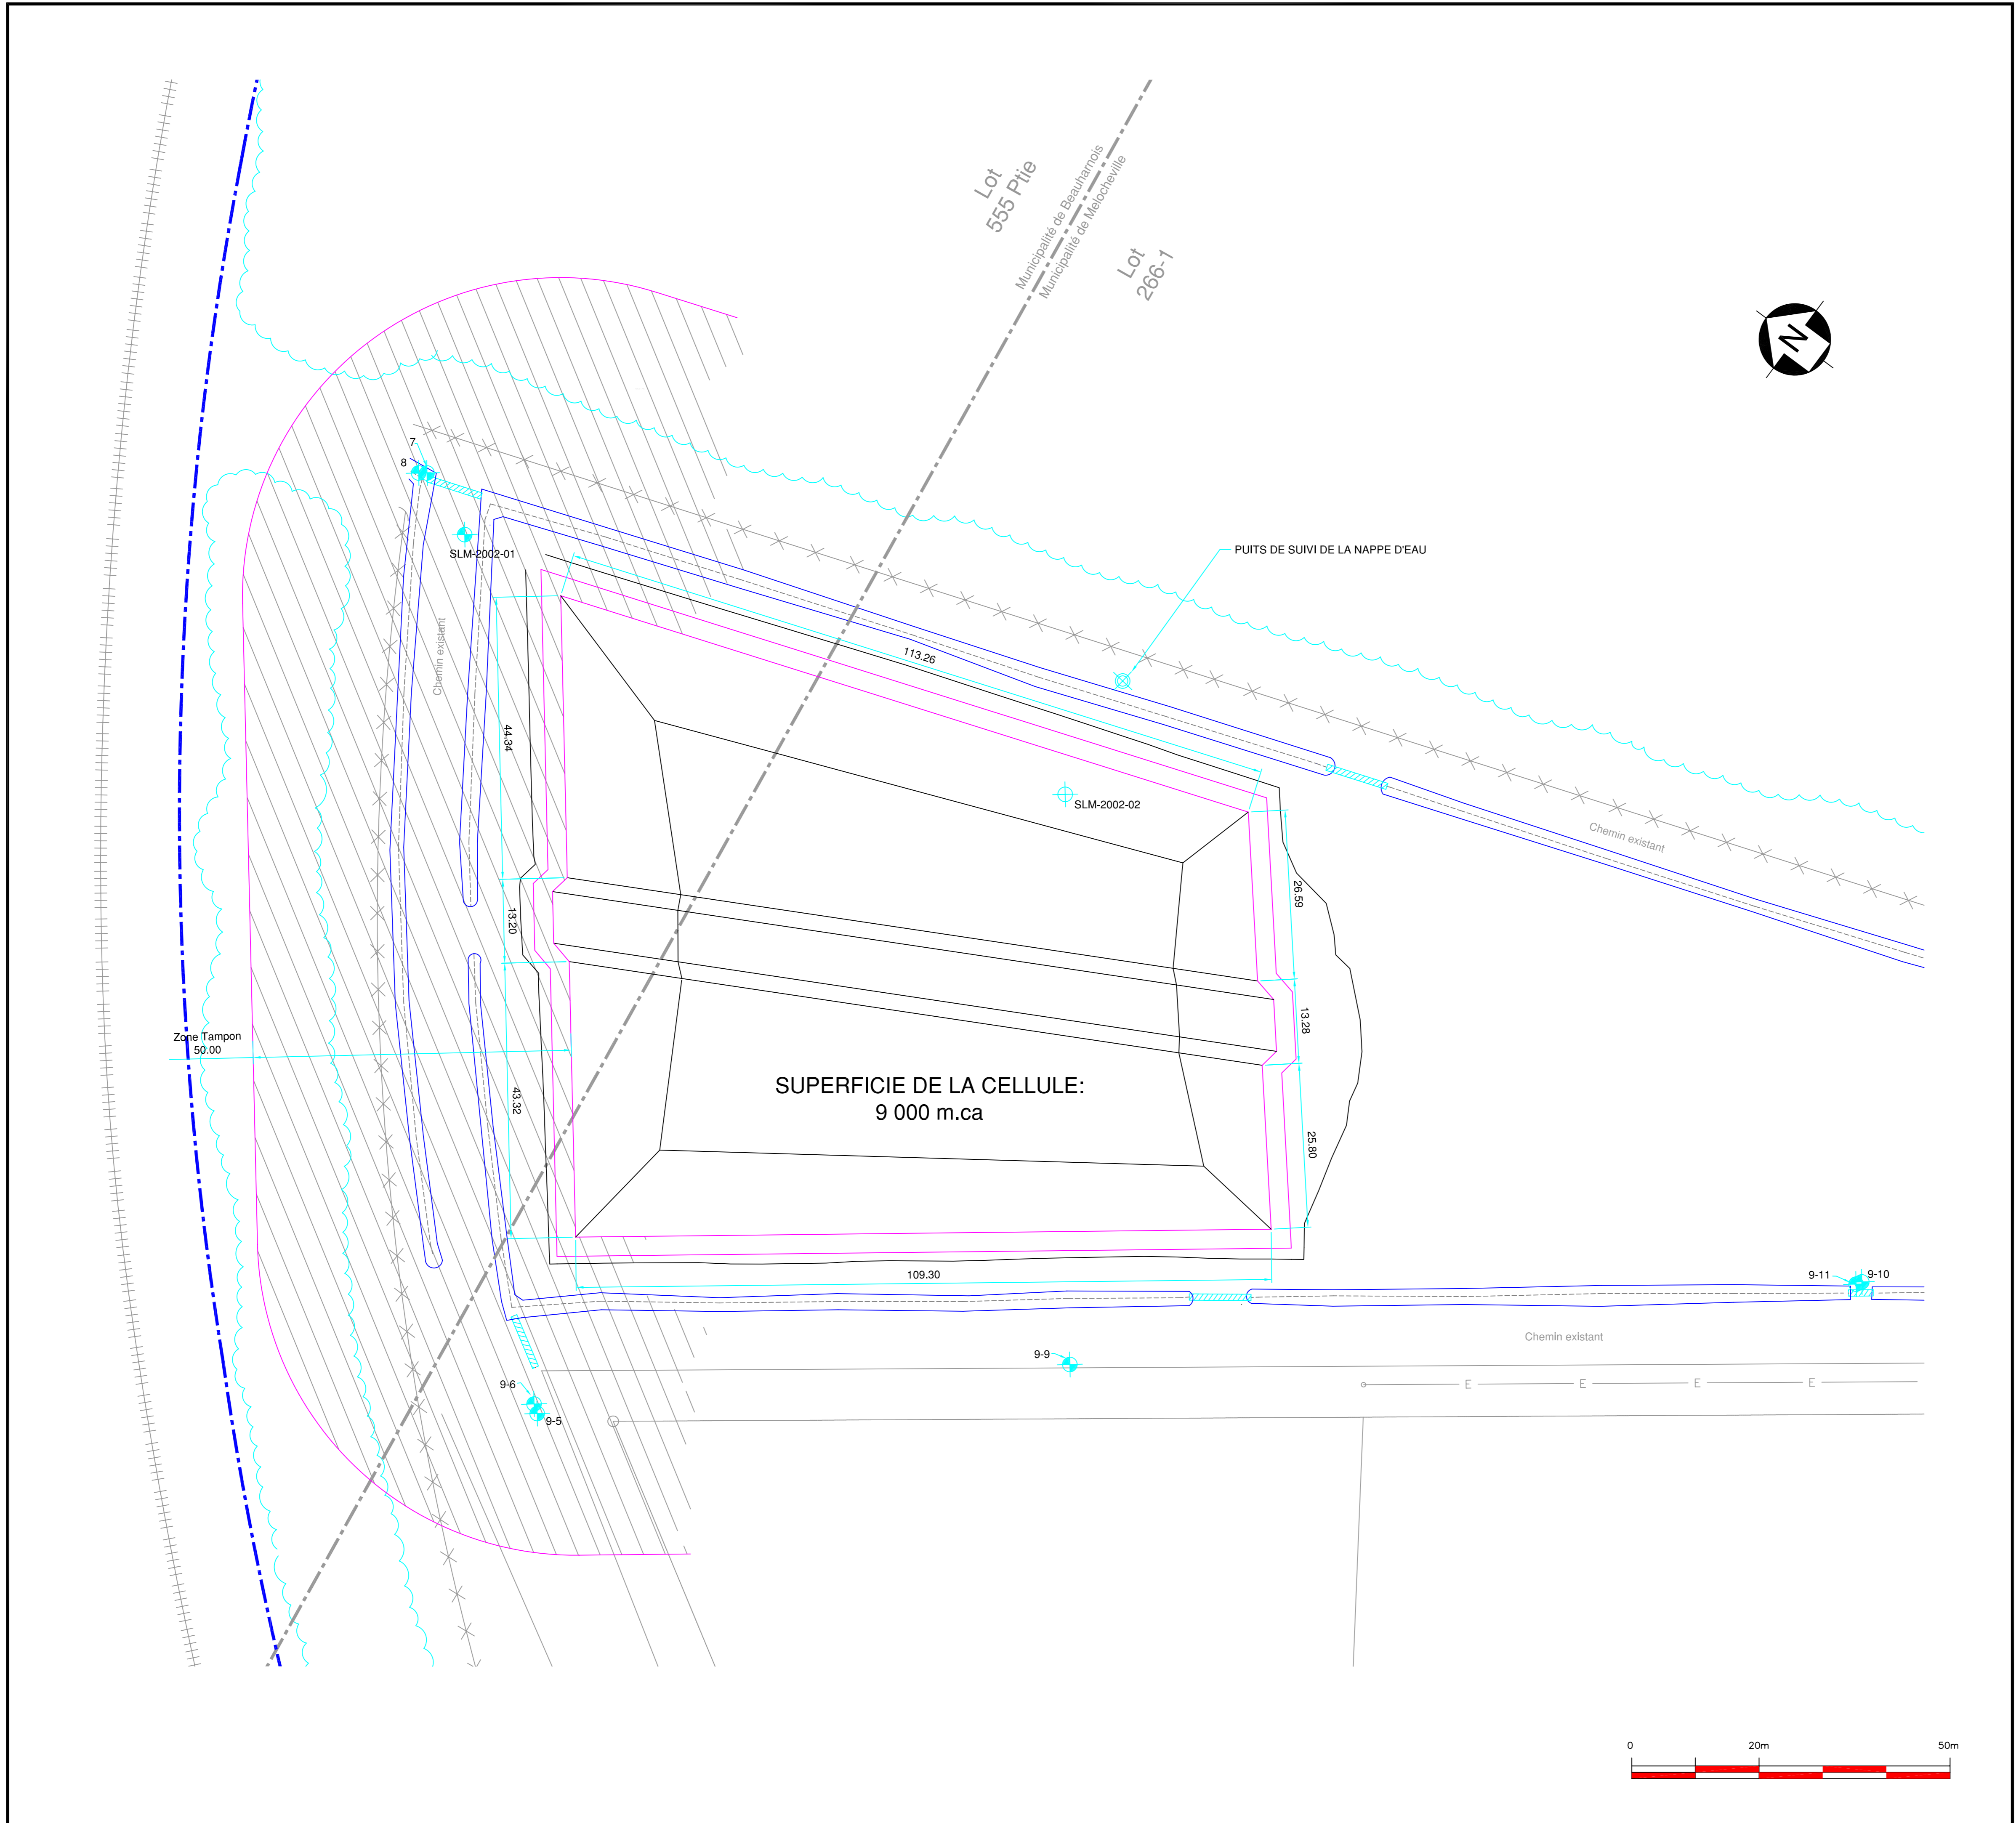 Lot
555 Ptie
Municipalité de Beauharnois
Municipalité de Melocheville
Lot
266-1
N
7
8
SLM-2002-01
PUITS DE SUIVI DE LA NAPPE D'EAU
Chemin existant
113.26
44.34
SLM-2002-02
Chemin existant
26.59
13.20
13.28
Zone Tampon
50.00
43.32
SUPERFICIE DE LA CELLULE:
9 000 m.ca
25.80
109.30
9-11
9-10
Chemin existant
9-9
9-6
9-5
E E E E
0 20m 50m